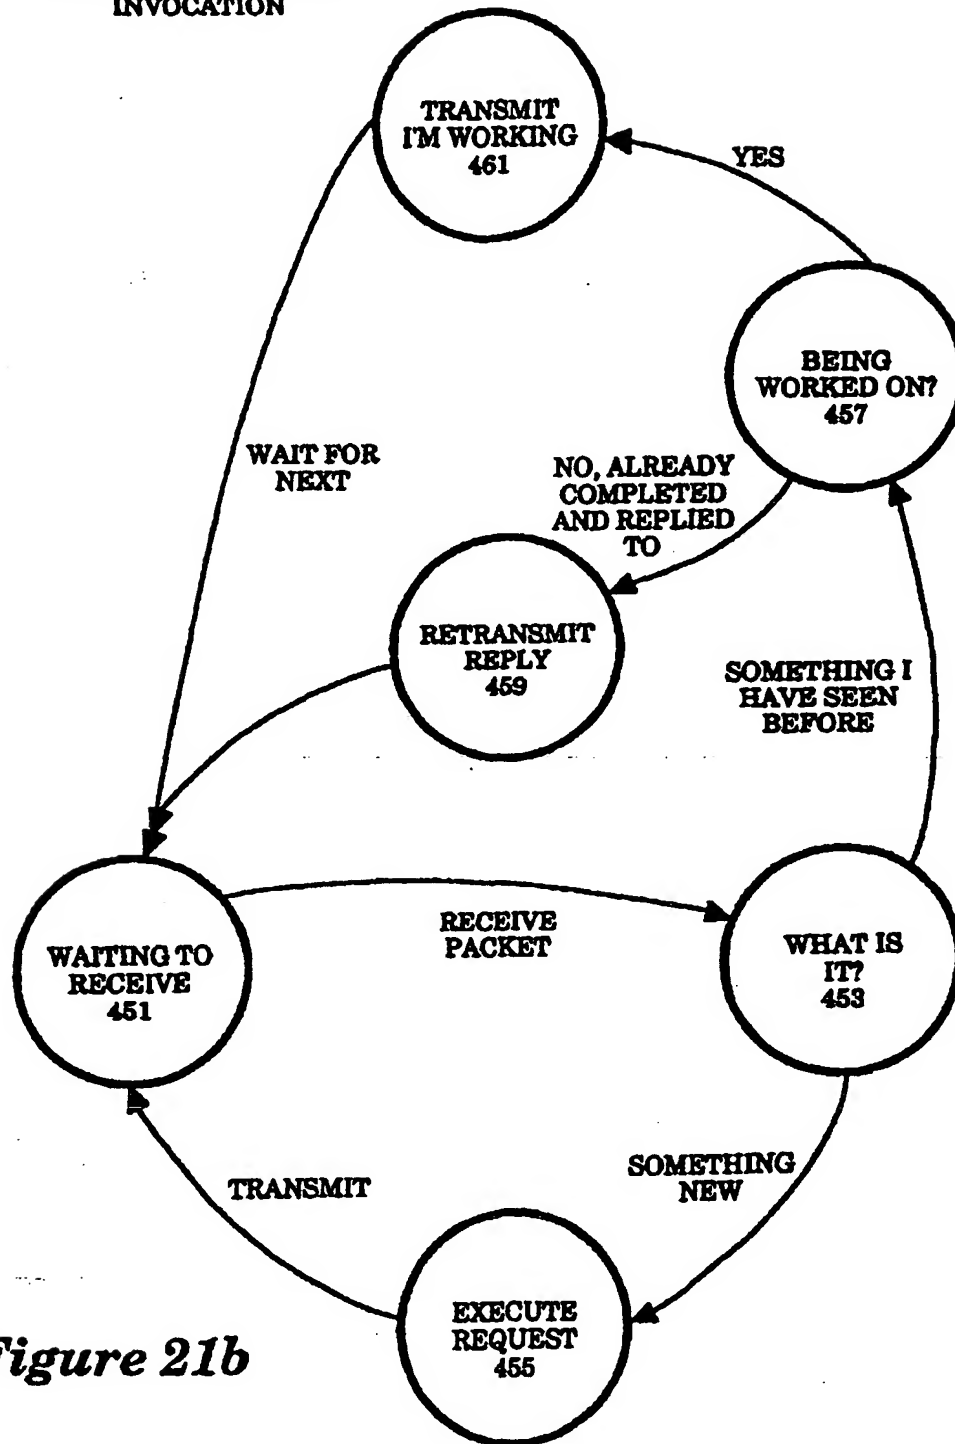 INVOCATION
TRANSMIT
I'M WORKING
461
YES
BEING
WORKED ON?
457
WAIT FOR
NEXT
NO, ALREADY
COMPLETED
AND REPLIED
TO
RETRANSMIT
REPLY
459
SOMETHING I
HAVE SEEN
BEFORE
RECEIVE
PACKET
WAITING TO
RECEIVE
451
WHAT IS
IT?
453
TRANSMIT
SOMETHING
NEW
EXECUTE
REQUEST
455
Figure 21b